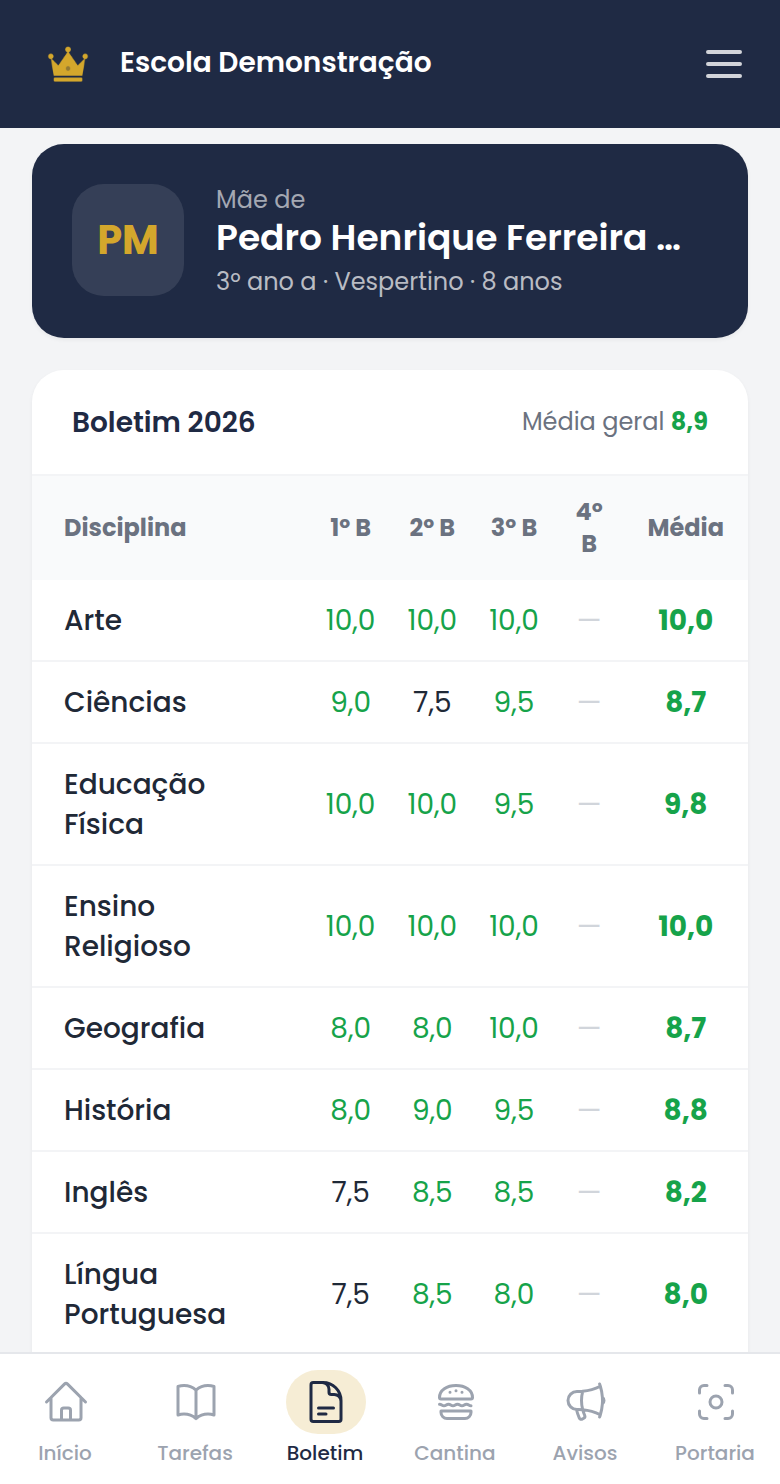 Escola Demonstração
PM
Mãe de
Pedro Henrique Ferreira ...
3º ano a · Vespertino · 8 anos
Boletim 2026
Média geral 8,9
Disciplina 1º B 2º B 3º B 4º B Média
Arte 10,0 10,0 10,0 — 10,0
Ciências 9,0 7,5 9,5 — 8,7
Educação
Física 10,0 10,0 9,5 — 9,8
Ensino
Religioso 10,0 10,0 10,0 — 10,0
Geografia 8,0 8,0 10,0 — 8,7
História 8,0 9,0 9,5 — 8,8
Inglês 7,5 8,5 8,5 — 8,2
Língua
Portuguesa 7,5 8,5 8,0 — 8,0
Início Tarefas Boletim Cantina Avisos Portaria